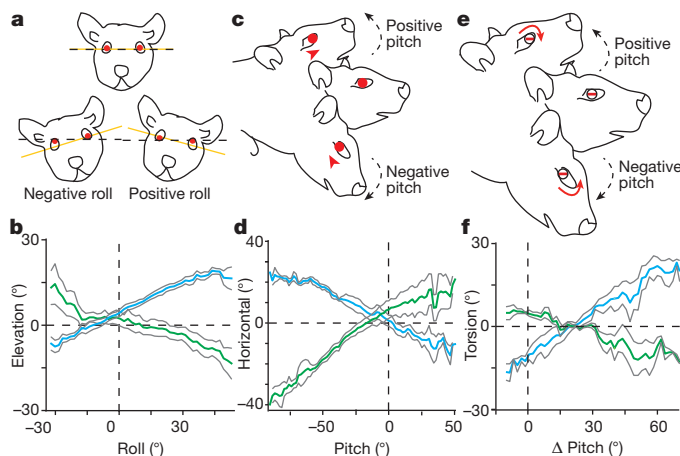 a
Negative roll
Positive roll
c
Positive pitch
Negative pitch
e
Positive pitch
Negative pitch
b
Elevation (°)
30
0
−30
−30
0
50
Roll (°)
d
Horizontal (°)
40
0
−40
−50
0
50
Pitch (°)
f
Torsion (°)
30
0
−30
0
30
60
Δ Pitch (°)